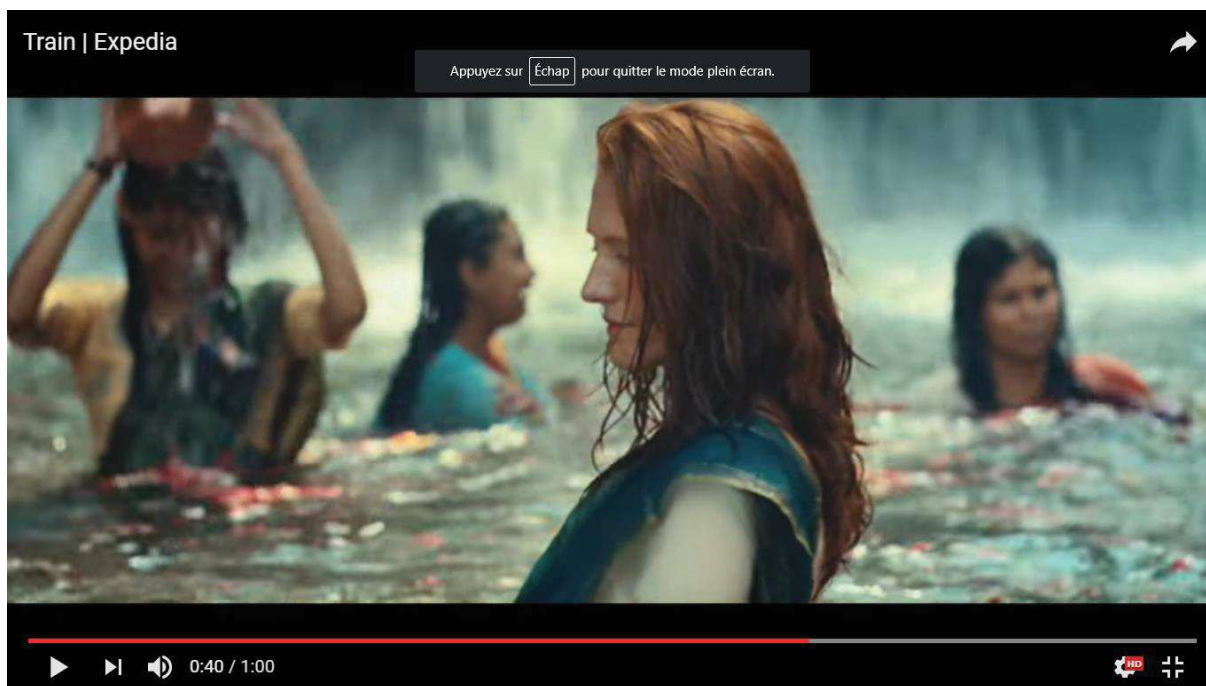 Train | Expedia
Appuyez sur Échap pour quitter le mode plein écran.
0:40 / 1:00
HD